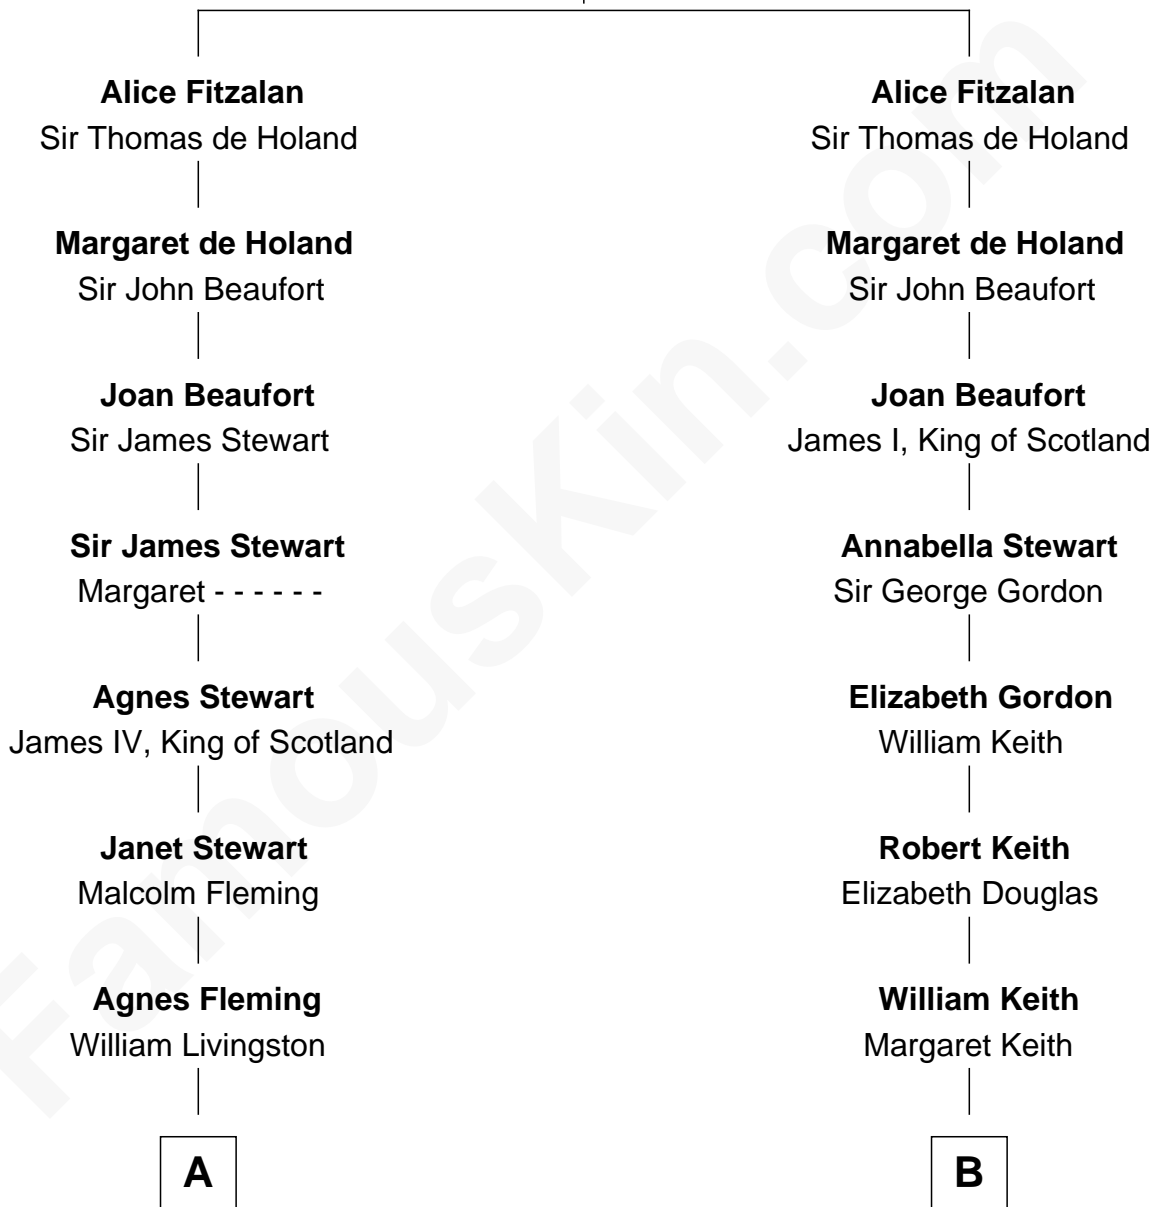 Alice Fitzalan
Sir Thomas de Holand
Margaret de Holand
Sir John Beaufort
Joan Beaufort
Sir James Stewart
Sir James Stewart
Margaret - - - - - -
Agnes Stewart
James IV, King of Scotland
Janet Stewart
Malcolm Fleming
Agnes Fleming
William Livingston
A
Alice Fitzalan
Sir Thomas de Holand
Margaret de Holand
Sir John Beaufort
Joan Beaufort
James I, King of Scotland
Annabella Stewart
Sir George Gordon
Elizabeth Gordon
William Keith
Robert Keith
Elizabeth Douglas
William Keith
Margaret Keith
B
FamousKin.com